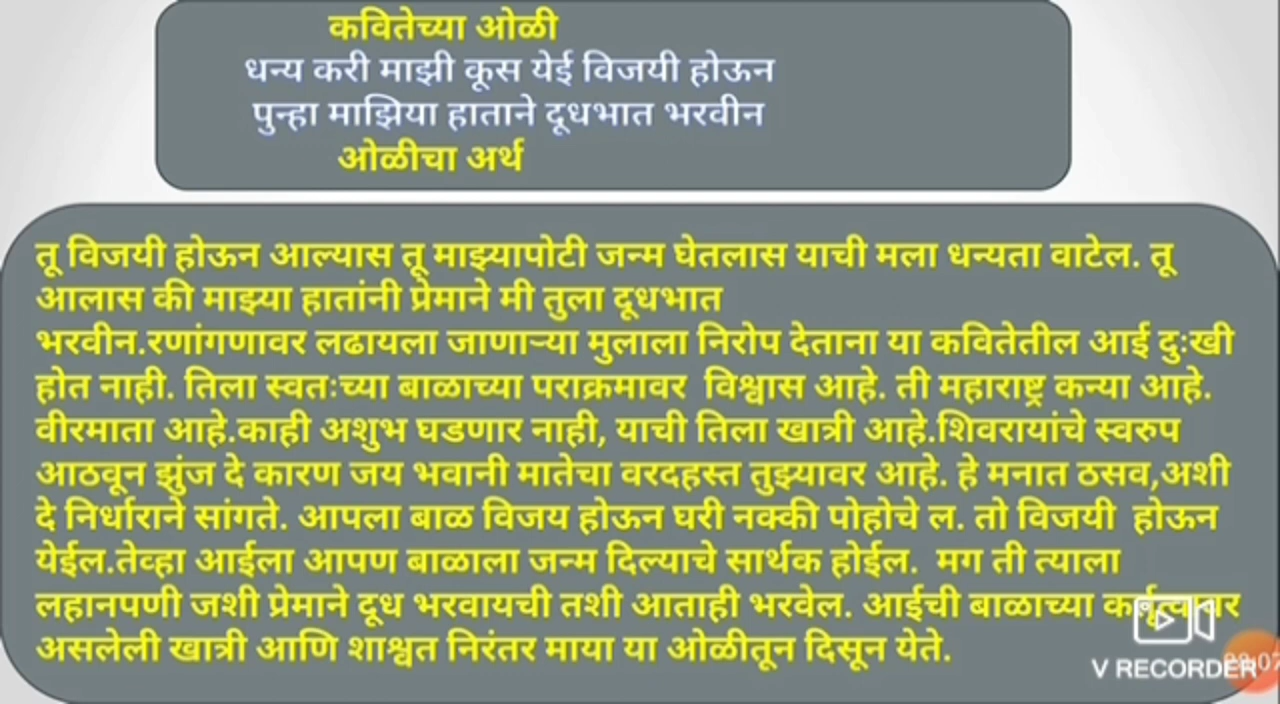 कवितेच्या ओळी
धन्य करी माझी कूस येई विजयी होऊन
पुन्हा माझिया हाताने दूधभात भरवीन
ओळीचा अर्थ
तू विजयी होऊन आल्यास तू माझ्यापोटी जन्म घेतलास याची मला धन्यता वाटेल. तू
आलास की माझ्या हातांनी प्रेमाने मी तुला दूधभात
भरवीन.रणांगणावर लढायला जाणाऱ्या मुलाला निरोप देताना या कवितेतील आई दुःखी
होत नाही. तिला स्वतःच्या बाळाच्या पराक्रमावर विश्वास आहे. ती महाराष्ट्र कन्या आहे.
वीरमाता आहे.काही अशुभ घडणार नाही, याची तिला खात्री आहे.शिवरायांचे स्वरुप
आठवून झुंज दे कारण जय भवानी मातेचा वरदहस्त तुझ्यावर आहे. हे मनात ठसव,अशी
दे निर्धाराने सांगते. आपला बाळ विजय होऊन घरी नक्की पोहोचे ल. तो विजयी होऊन
येईल.तेव्हा आईला आपण बाळाला जन्म दिल्याचे सार्थक होईल. मग ती त्याला
लहानपणी जशी प्रेमाने दूध भरवायची तशी आताही भरवेल. आईची बाळाच्या
असलेली खात्री आणि शाश्वत निरंतर माया या ओळीतून दिसून येते.
V RECORDER